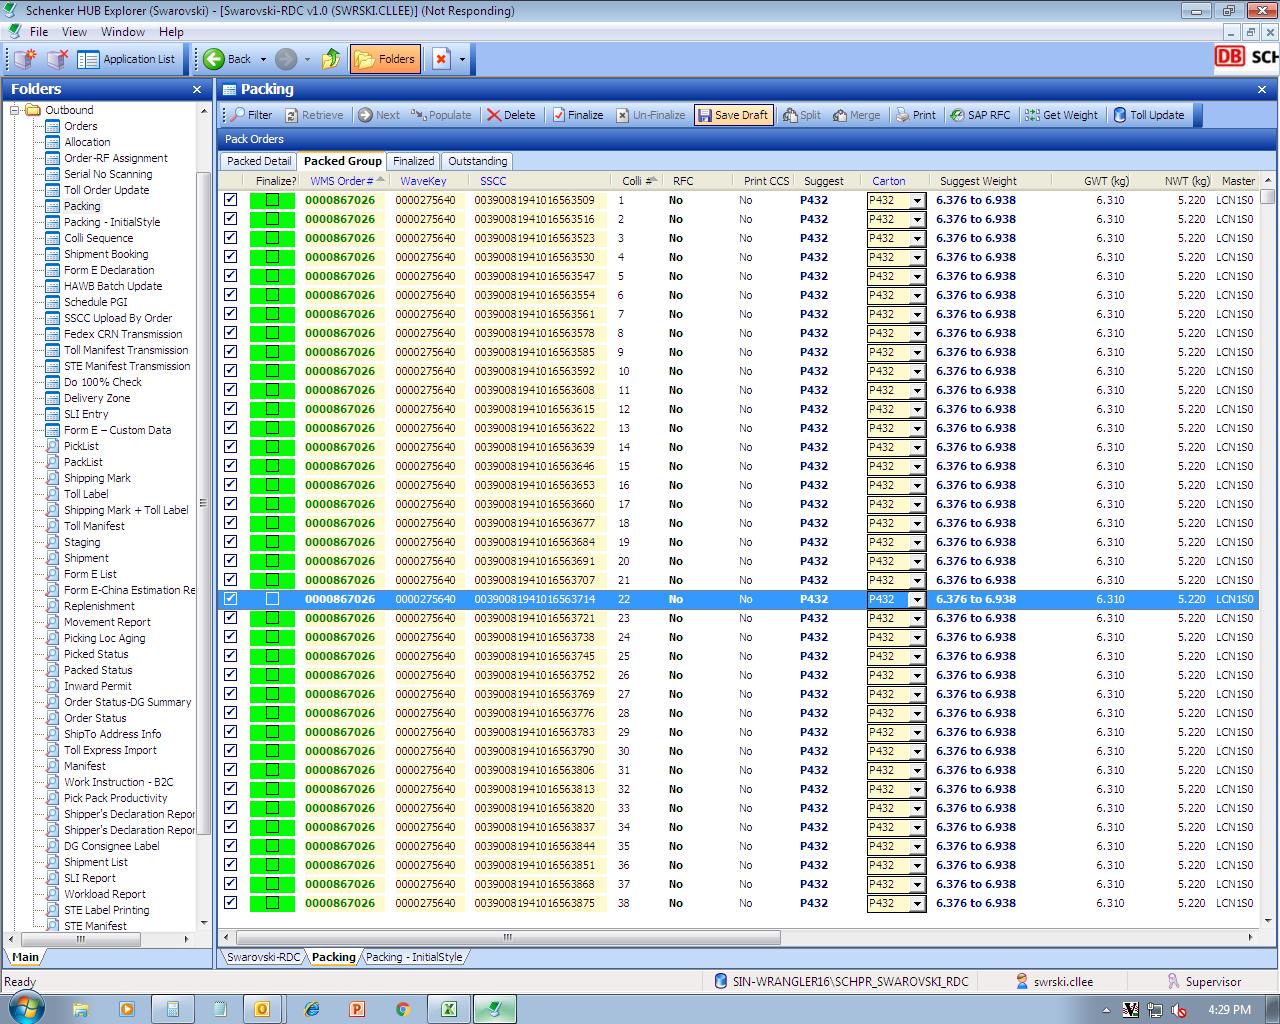 Schenker HUB Explorer (Swarovski) - [Swarovski-RDC v1.0 (SWRSKI.CLLEE)] (Not Responding)
File View Window Help
Application List Back Folders DB SCH
Folders
Outbound
Orders
Allocation
Order-RF Assignment
Serial No Scanning
Toll Order Update
Packing
Packing - InitialStyle
Colli Sequence
Shipment Booking
Form E Declaration
HAWB Batch Update
Schedule PGI
SSCC Upload By Order
Fedex CRN Transmission
Toll Manifest Transmission
STE Manifest Transmission
Do 100% Check
Delivery Zone
SLI Entry
Form E – Custom Data
PickList
PackList
Shipping Mark
Toll Label
Shipping Mark + Toll Label
Toll Manifest
Staging
Shipment
Form E List
Form E-China Estimation Re
Replenishment
Movement Report
Picking Loc Aging
Picked Status
Packed Status
Inward Permit
Order Status-DG Summary
Order Status
ShipTo Address Info
Toll Express Import
Manifest
Work Instruction - B2C
Pick Pack Productivity
Shipper's Declaration Repor
Shipper's Declaration Repor
DG Consignee Label
Shipment List
SLI Report
Workload Report
STE Label Printing
STE Manifest
Main
Packing
Filter Retrieve Next Populate Delete Finalize Un-Finalize Save Draft Split Merge Print SAP RFC Get Weight Toll Update
Pack Orders
Packed Detail Packed Group Finalized Outstanding
Finalize? WMS Order# WaveKey SSCC Colli # RFC Print CCS Suggest Carton Suggest Weight GWT (kg) NWT (kg) Master
0000867026 0000275640 00390081941016563509 1 No No P432 P432 6.376 to 6.938 6.310 5.220 LCN1S0
0000867026 0000275640 00390081941016563516 2 No No P432 P432 6.376 to 6.938 6.310 5.220 LCN1S0
0000867026 0000275640 00390081941016563523 3 No No P432 P432 6.376 to 6.938 6.310 5.220 LCN1S0
0000867026 0000275640 00390081941016563530 4 No No P432 P432 6.376 to 6.938 6.310 5.220 LCN1S0
0000867026 0000275640 00390081941016563547 5 No No P432 P432 6.376 to 6.938 6.310 5.220 LCN1S0
0000867026 0000275640 00390081941016563554 6 No No P432 P432 6.376 to 6.938 6.310 5.220 LCN1S0
0000867026 0000275640 00390081941016563561 7 No No P432 P432 6.376 to 6.938 6.310 5.220 LCN1S0
0000867026 0000275640 00390081941016563578 8 No No P432 P432 6.376 to 6.938 6.310 5.220 LCN1S0
0000867026 0000275640 00390081941016563585 9 No No P432 P432 6.376 to 6.938 6.310 5.220 LCN1S0
0000867026 0000275640 00390081941016563592 10 No No P432 P432 6.376 to 6.938 6.310 5.220 LCN1S0
0000867026 0000275640 00390081941016563608 11 No No P432 P432 6.376 to 6.938 6.310 5.220 LCN1S0
0000867026 0000275640 00390081941016563615 12 No No P432 P432 6.376 to 6.938 6.310 5.220 LCN1S0
0000867026 0000275640 00390081941016563622 13 No No P432 P432 6.376 to 6.938 6.310 5.220 LCN1S0
0000867026 0000275640 00390081941016563639 14 No No P432 P432 6.376 to 6.938 6.310 5.220 LCN1S0
0000867026 0000275640 00390081941016563646 15 No No P432 P432 6.376 to 6.938 6.310 5.220 LCN1S0
0000867026 0000275640 00390081941016563653 16 No No P432 P432 6.376 to 6.938 6.310 5.220 LCN1S0
0000867026 0000275640 00390081941016563660 17 No No P432 P432 6.376 to 6.938 6.310 5.220 LCN1S0
0000867026 0000275640 00390081941016563677 18 No No P432 P432 6.376 to 6.938 6.310 5.220 LCN1S0
0000867026 0000275640 00390081941016563684 19 No No P432 P432 6.376 to 6.938 6.310 5.220 LCN1S0
0000867026 0000275640 00390081941016563691 20 No No P432 P432 6.376 to 6.938 6.310 5.220 LCN1S0
0000867026 0000275640 00390081941016563707 21 No No P432 P432 6.376 to 6.938 6.310 5.220 LCN1S0
0000867026 0000275640 00390081941016563714 22 No No P432 P432 6.376 to 6.938 6.310 5.220 LCN1S0
0000867026 0000275640 00390081941016563721 23 No No P432 P432 6.376 to 6.938 6.310 5.220 LCN1S0
0000867026 0000275640 00390081941016563738 24 No No P432 P432 6.376 to 6.938 6.310 5.220 LCN1S0
0000867026 0000275640 00390081941016563745 25 No No P432 P432 6.376 to 6.938 6.310 5.220 LCN1S0
0000867026 0000275640 00390081941016563752 26 No No P432 P432 6.376 to 6.938 6.310 5.220 LCN1S0
0000867026 0000275640 00390081941016563769 27 No No P432 P432 6.376 to 6.938 6.310 5.220 LCN1S0
0000867026 0000275640 00390081941016563776 28 No No P432 P432 6.376 to 6.938 6.310 5.220 LCN1S0
0000867026 0000275640 00390081941016563783 29 No No P432 P432 6.376 to 6.938 6.310 5.220 LCN1S0
0000867026 0000275640 00390081941016563790 30 No No P432 P432 6.376 to 6.938 6.310 5.220 LCN1S0
0000867026 0000275640 00390081941016563806 31 No No P432 P432 6.376 to 6.938 6.310 5.220 LCN1S0
0000867026 0000275640 00390081941016563813 32 No No P432 P432 6.376 to 6.938 6.310 5.220 LCN1S0
0000867026 0000275640 00390081941016563820 33 No No P432 P432 6.376 to 6.938 6.310 5.220 LCN1S0
0000867026 0000275640 00390081941016563837 34 No No P432 P432 6.376 to 6.938 6.310 5.220 LCN1S0
0000867026 0000275640 00390081941016563844 35 No No P432 P432 6.376 to 6.938 6.310 5.220 LCN1S0
0000867026 0000275640 00390081941016563851 36 No No P432 P432 6.376 to 6.938 6.310 5.220 LCN1S0
0000867026 0000275640 00390081941016563868 37 No No P432 P432 6.376 to 6.938 6.310 5.220 LCN1S0
0000867026 0000275640 00390081941016563875 38 No No P432 P432 6.376 to 6.938 6.310 5.220 LCN1S0
Swarovski-RDC Packing Packing - InitialStyle
Ready SIN-WRANGLER16\SCHPR_SWAROVSKI_RDC swrski.cllee Supervisor
4:29 PM